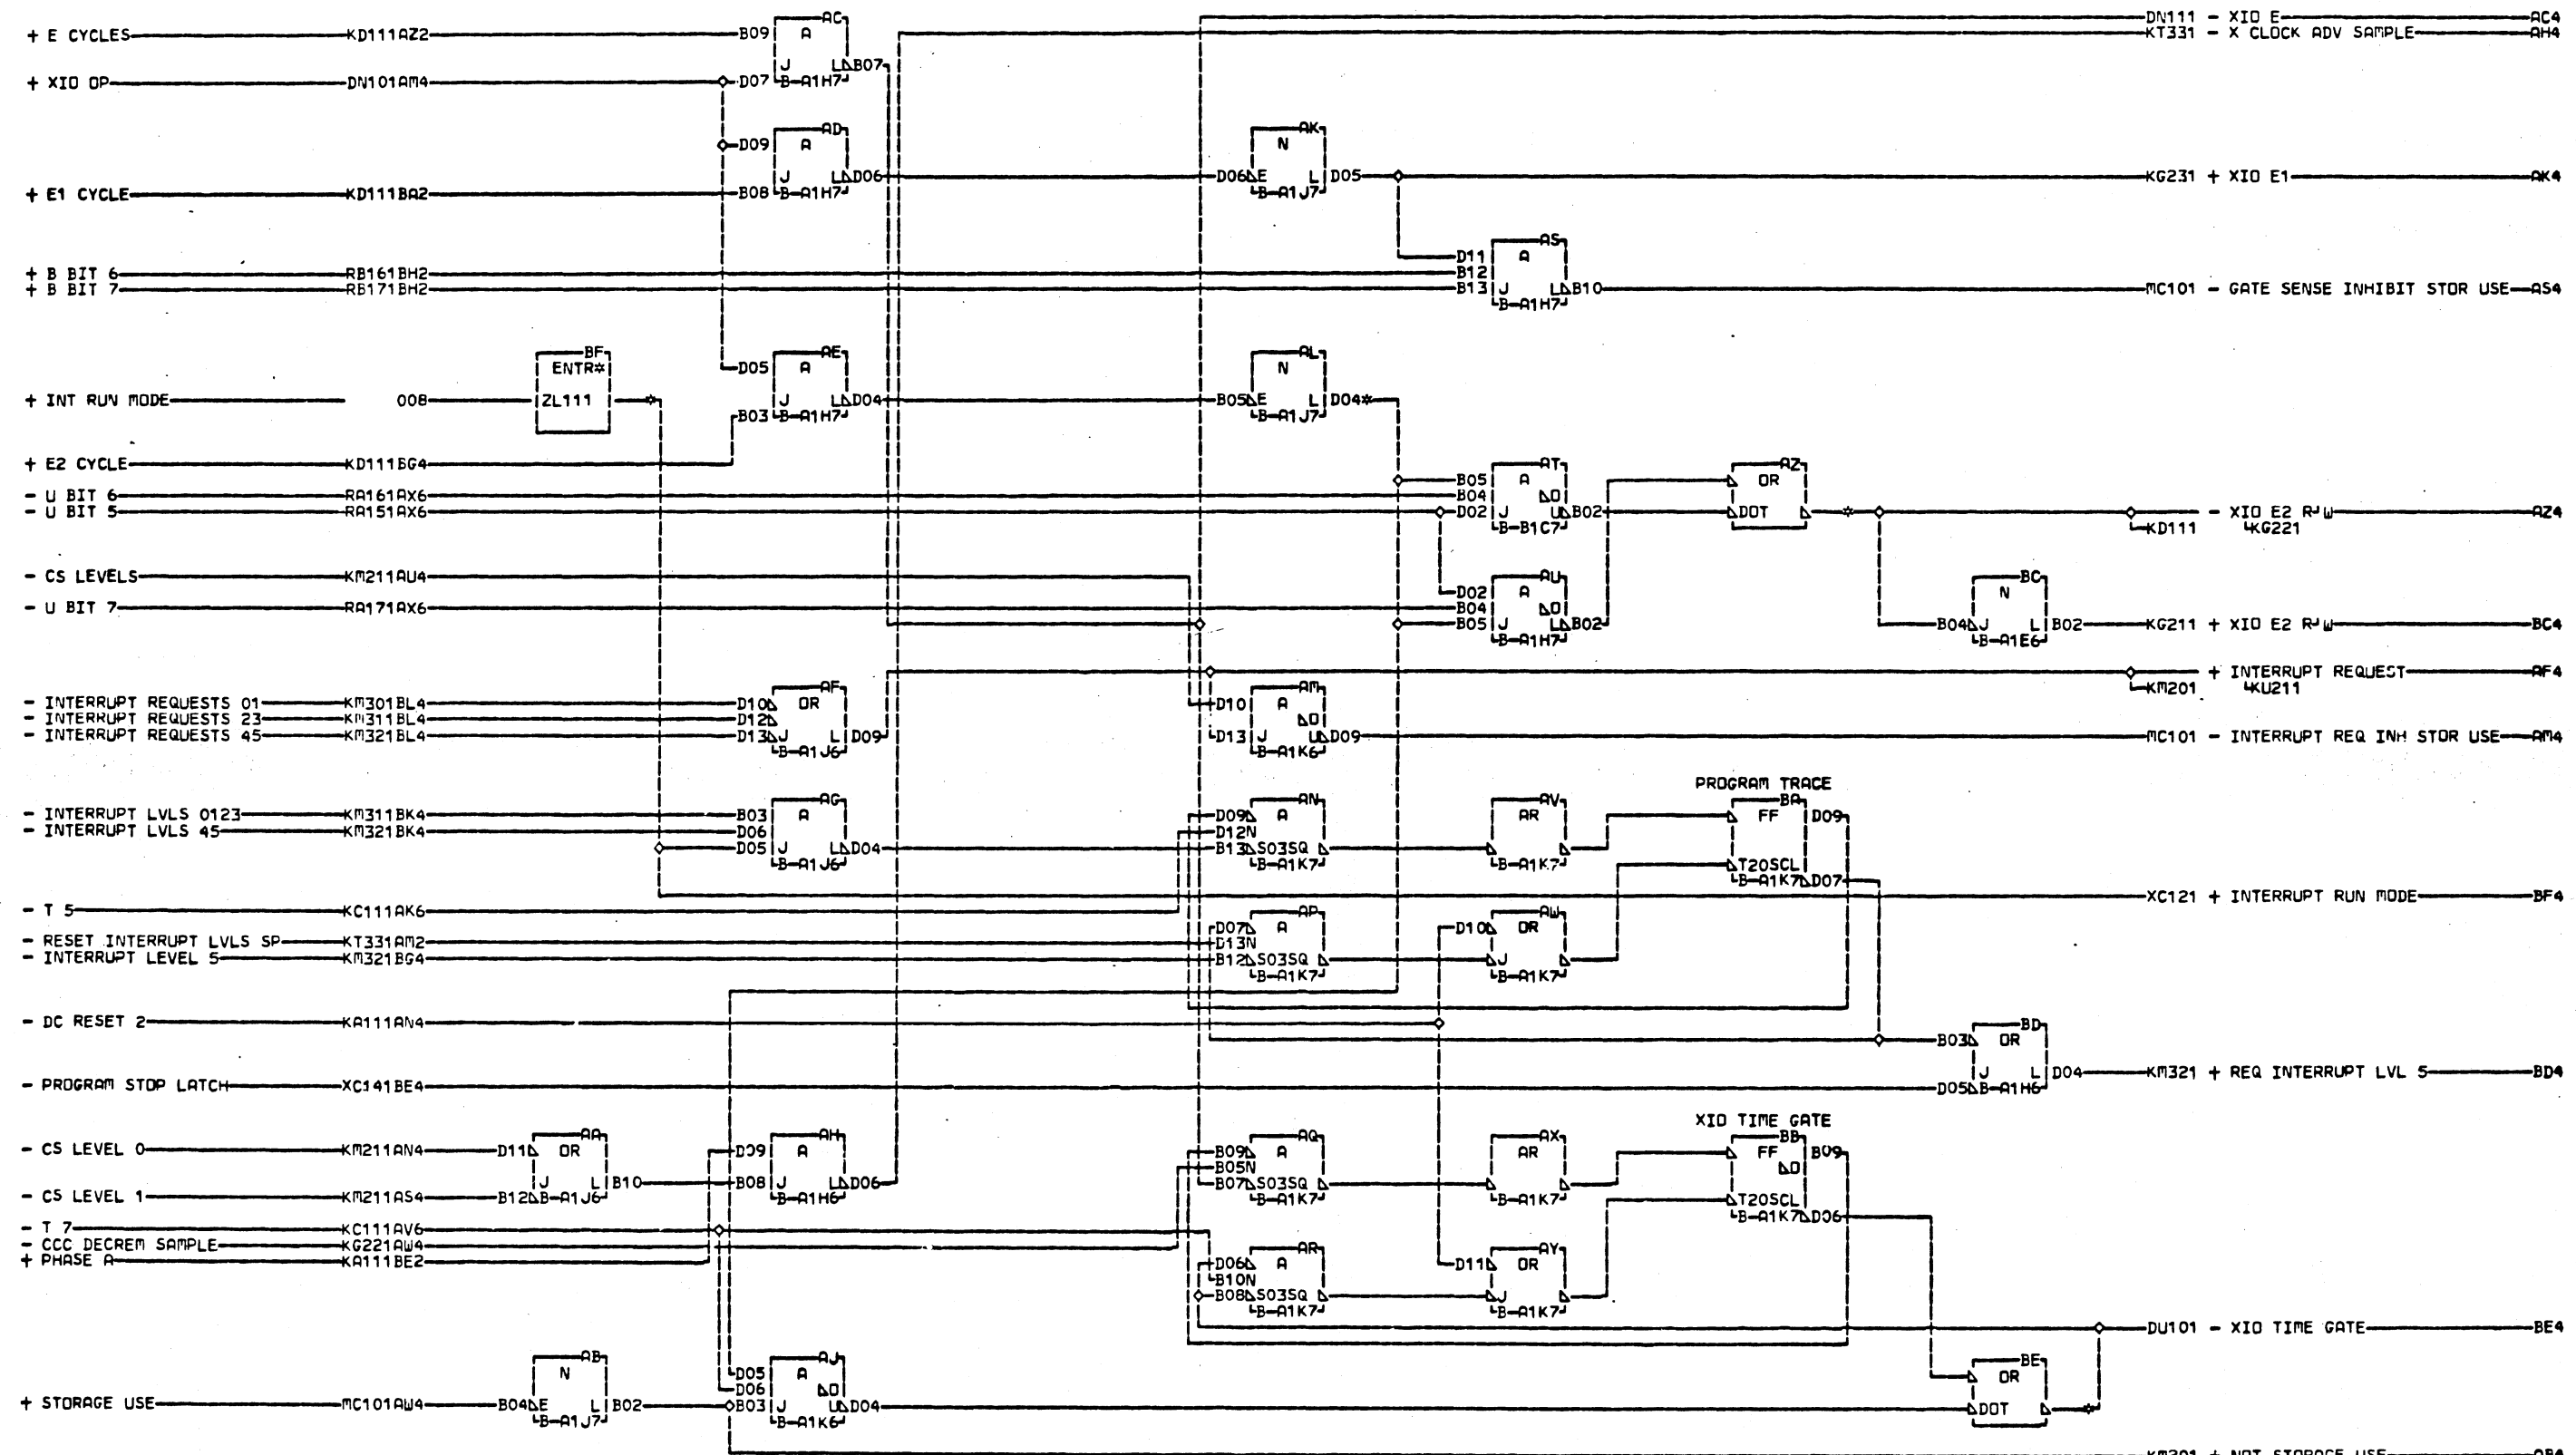 AC DN111 - XIO E AC4
+ E CYCLES KD111AZ2 B09 A KT331 - X CLOCK ADV SAMPLE AH4
J L B07
+ XIO OP DN101AM4 D07 B-A1H7
AD AK
D09 A N
J L D06 D06 E L D05 KG231 + XIO E1 AK4
+ E1 CYCLE KD111BA2 B08 B-A1H7 B-A1J7
AS
D11 A
+ B BIT 6 RB161BH2 B12
+ B BIT 7 RB171BH2 B13 J L B10 MC101 - GATE SENSE INHIBIT STOR USE AS4
B-A1H7
BF AE AL
ENTR* D05 A N
+ INT RUN MODE 008 ZL111 * J L D04 B05 E L D04*
B03 B-A1H7 B-A1J7
+ E2 CYCLE KD111BG4 AT AZ
B05 A OR
- U BIT 6 RA161AX6 B04 O
- U BIT 5 RA151AX6 D02 J U B02 DOT * - XIO E2 R-W AZ4
B-B1C7 KD111 KG221
- CS LEVELS KM211AU4 AU BC
D02 A N
- U BIT 7 RA171AX6 B04 O
B05 J L B02 B04 J L B02 KG211 + XIO E2 R-W BC4
B-A1H7 B-A1E6
+ INTERRUPT REQUEST AF4
AF AM KM201 KU211
- INTERRUPT REQUESTS 01 KM301BL4 D10 OR D10 A
- INTERRUPT REQUESTS 23 KM311BL4 D12 O
- INTERRUPT REQUESTS 45 KM321BL4 D13 J L D09 D13 J U D09 MC101 - INTERRUPT REQ INH STOR USE AM4
B-A1J6 B-A1K6
PROGRAM TRACE
AG AN AV BA
- INTERRUPT LVLS 0123 KM311BK4 B03 A D09 A AR FF D09
- INTERRUPT LVLS 45 KM321BK4 D06 D12N
D05 J L D04 B13 S03SQ
B-A1J6 B-A1K7 B-A1K7 T20SCL
B-A1K7 D07
XC121 + INTERRUPT RUN MODE BF4
- T 5 KC111AK6 AP AW
D07 A D10 OR
- RESET INTERRUPT LVLS SP KT331AM2 D13N
- INTERRUPT LEVEL 5 KM321BG4 B12 S03SQ J
B-A1K7 B-A1K7
- DC RESET 2 KA111AN4 BD
B03 OR
J L D04 KM321 + REQ INTERRUPT LVL 5 BD4
- PROGRAM STOP LATCH XC141BE4 D05 B-A1H6
XIO TIME GATE
AA AH AQ AX BB
- CS LEVEL 0 KM211AN4 D11 OR D09 A B09 A AR FF B09
B05N O
J L B10 B08 J L D06 B07 S03SQ
- CS LEVEL 1 KM211AS4 B12 B-A1J6 B-A1H6 B-A1K7 B-A1K7 T20SCL
B-A1K7 D06
- T 7 KC111AV6
- CCC DECREM SAMPLE KG221AW4 AR AY
+ PHASE A KA111BE2 D06 A D11 OR
B10N
B08 S03SQ J
B-A1K7 B-A1K7
DU101 - XIO TIME GATE BE4
AB AJ BE
N D05 A OR
D06 O
+ STORAGE USE MC101AW4 B04 E L B02 B03 J U D04 DOT *
B-A1J7 B-A1K6
KM301 + NOT STORAGE USE AB4